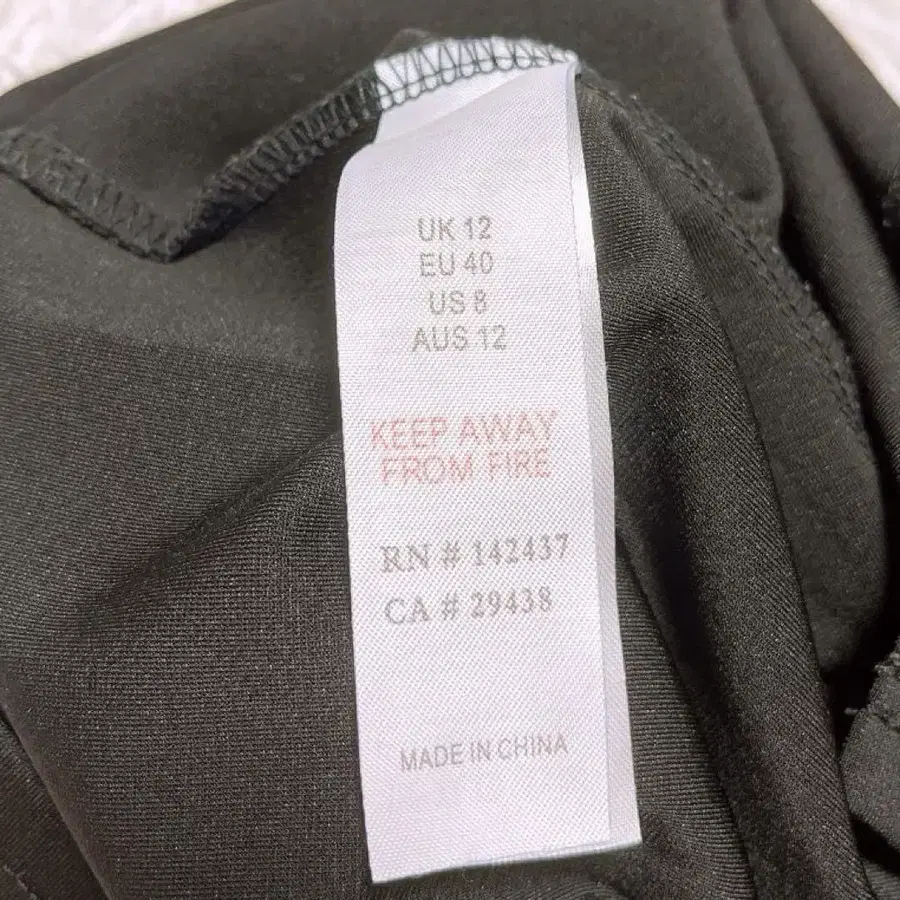 UK 12
EU 40
US 8
AUS 12
KEEP AWAY
FROM FIRE
RN # 142437
CA # 29438
MADE IN CHINA